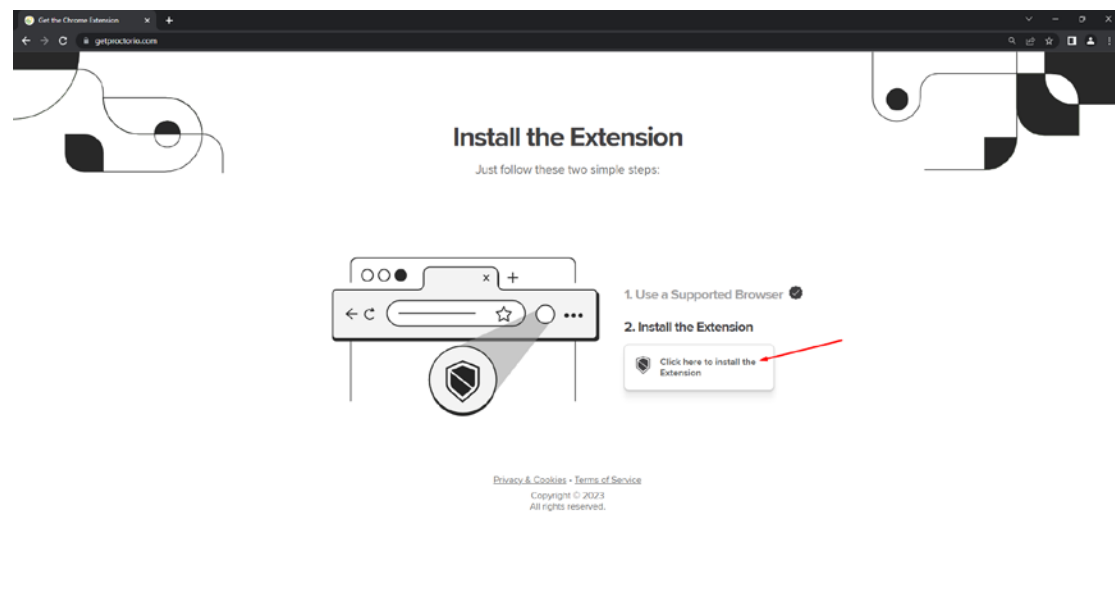 Get the Chrome Extension
getproctorio.com
Install the Extension
Just follow these two simple steps:
1. Use a Supported Browser
2. Install the Extension
Click here to install the
Extension
Privacy & Cookies • Terms of Service
Copyright © 2023
All rights reserved.